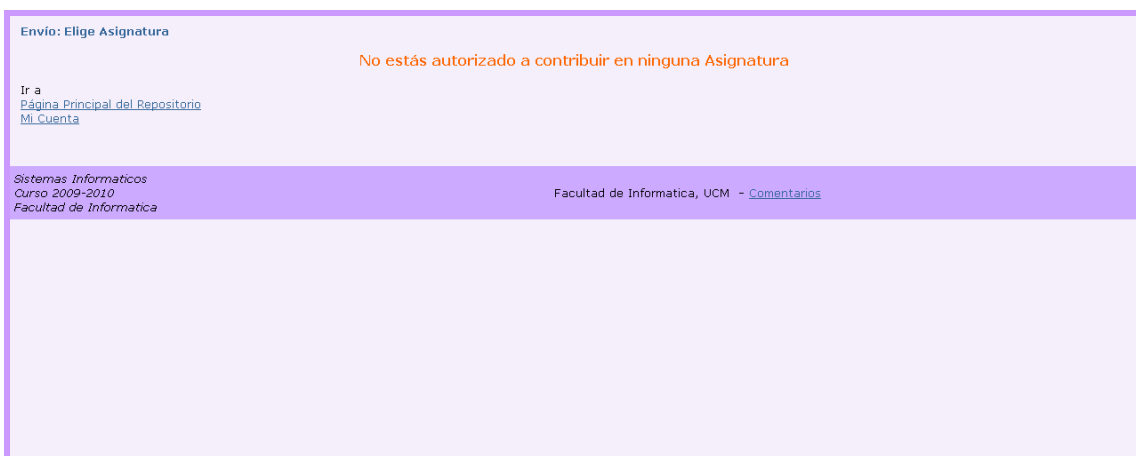 Envío: Elige Asignatura
No estás autorizado a contribuir en ninguna Asignatura
Ir a
Página Principal del Repositorio
Mi Cuenta
Sistemas Informaticos
Curso 2009-2010
Facultad de Informatica
Facultad de Informatica, UCM - Comentarios